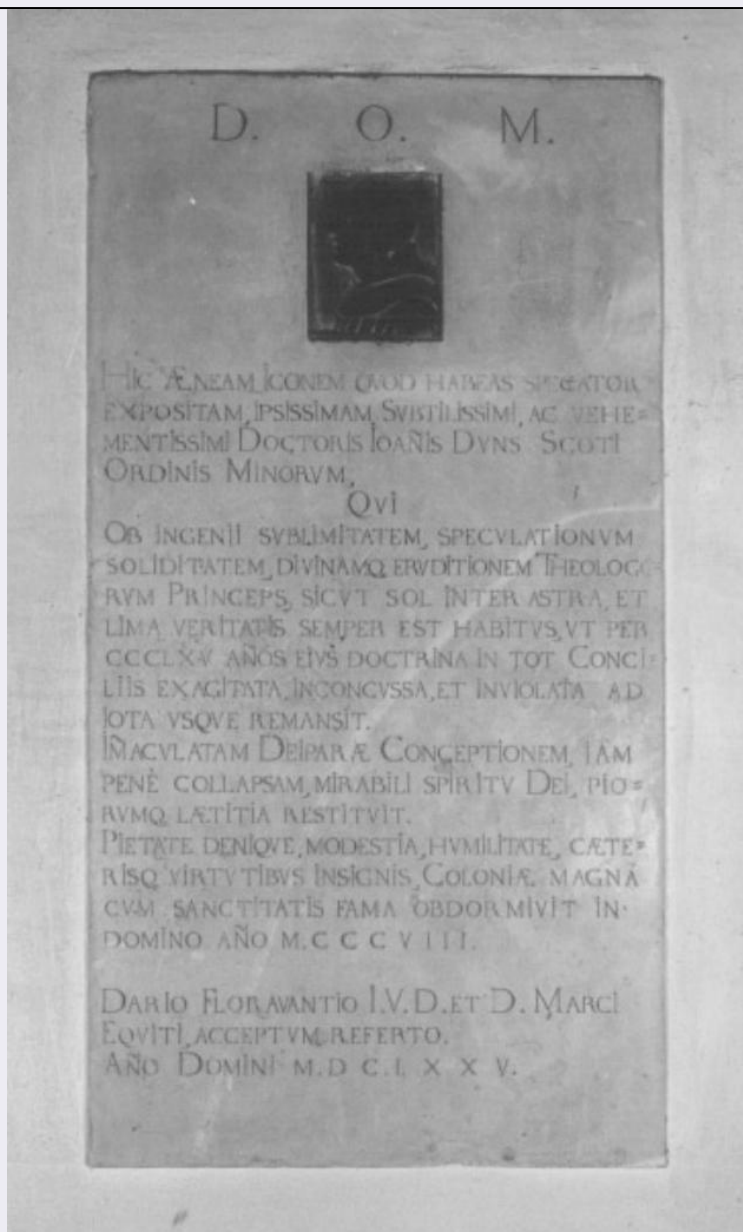 D. O. M.
HIC ÆNEAM ICONEM QVOD HABEAS SPECTATOR
EXPOSITAM, IPSISSIMAM SVBTILISSIMI, AC VEHE=
MENTISSIMI DOCTORIS IOAÑIS DVNS SCOTI
ORDINIS MINORVM,
QVI
OB INGENII SVBLIMITATEM, SPECVLATIONVM
SOLIDITATEM, DIVINAMQ ERVDITIONEM THEOLOGO-
RVM PRINCEPS, SICVT SOL INTER ASTRA, ET
LIMA VERITATIS SEMPER EST HABITVS, VT PER
CCCLXV AÑOS EIVS DOCTRINA IN TOT CONCI-
LIIS EXAGITATA, INCONCVSSA, ET INVIOLATA AD
IOTA VSQVE REMANSIT.
IM̃ACVLATAM DEIPARÆ CONCEPTIONEM, IAM
PENÈ COLLAPSAM, MIRABILI SPIRITV DEI, PIO=
RVMQ LÆTITIA RESTITVIT.
PIETATE DENIQVE, MODESTIA, HVMILITATE, CÆTE=
RISQ VIRTVTIBVS INSIGNIS, COLONIÆ MAGNÃ
CVM SANCTITATIS FAMA OBDORMIVIT IN
DOMINO AÑO M.CCCVIII.
DARIO FLORAVANTIO I.V.D. ET D. MARCI
EQVITI, ACCEPTVM REFERTO.
AÑO DOMINI M.D C.L X X V.